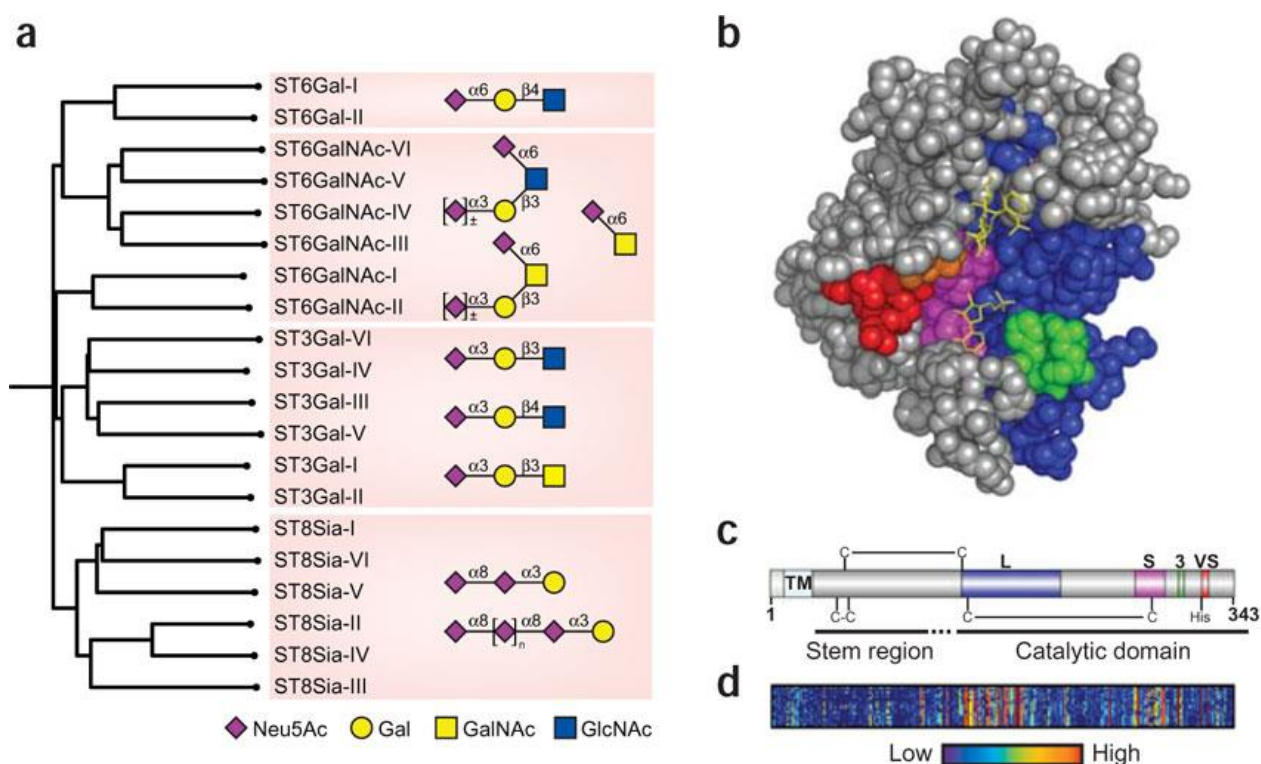 a
ST6Gal-I
α6 β4
ST6Gal-II
ST6GalNAc-VI
α6
ST6GalNAc-V
ST6GalNAc-IV
[ ]± α3 β3
α6
ST6GalNAc-III
α6
ST6GalNAc-I
ST6GalNAc-II
[ ]± α3 β3
ST3Gal-VI
α3 β3
ST3Gal-IV
ST3Gal-III
α3 β4
ST3Gal-V
ST3Gal-I
α3 β3
ST3Gal-II
ST8Sia-I
ST8Sia-VI
α8 α3
ST8Sia-V
ST8Sia-II
α8 [ ]n α8 α3
ST8Sia-IV
ST8Sia-III
Neu5Ac Gal GalNAc GlcNAc
b
c
C C
L S 3 VS
TM
1 C-C C C His 343
Stem region Catalytic domain
d
Low High